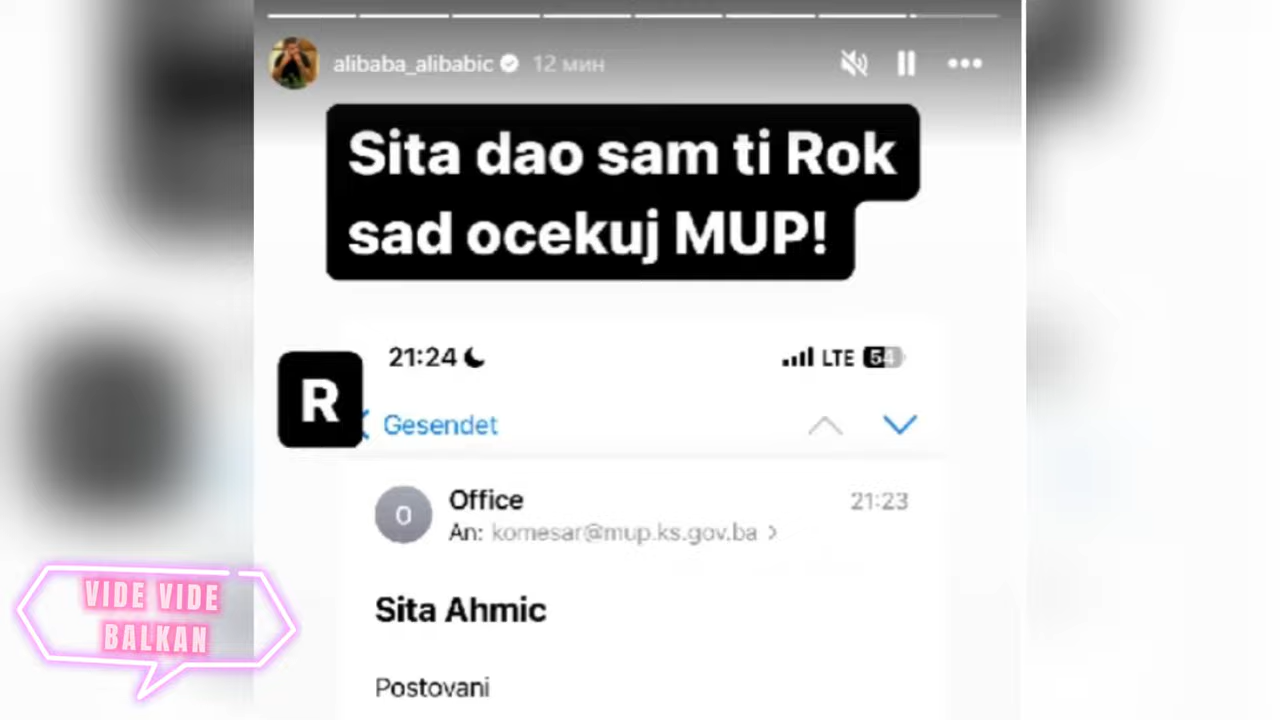 alibaba_alibabic 12 мин
Sita dao sam ti Rok
sad ocekuj MUP!
21:24 LTE 54
R
Gesendet
O Office 21:23
An: komesar@mup.ks.gov.ba
Sita Ahmic
Postovani
VIDE VIDE
BALKAN